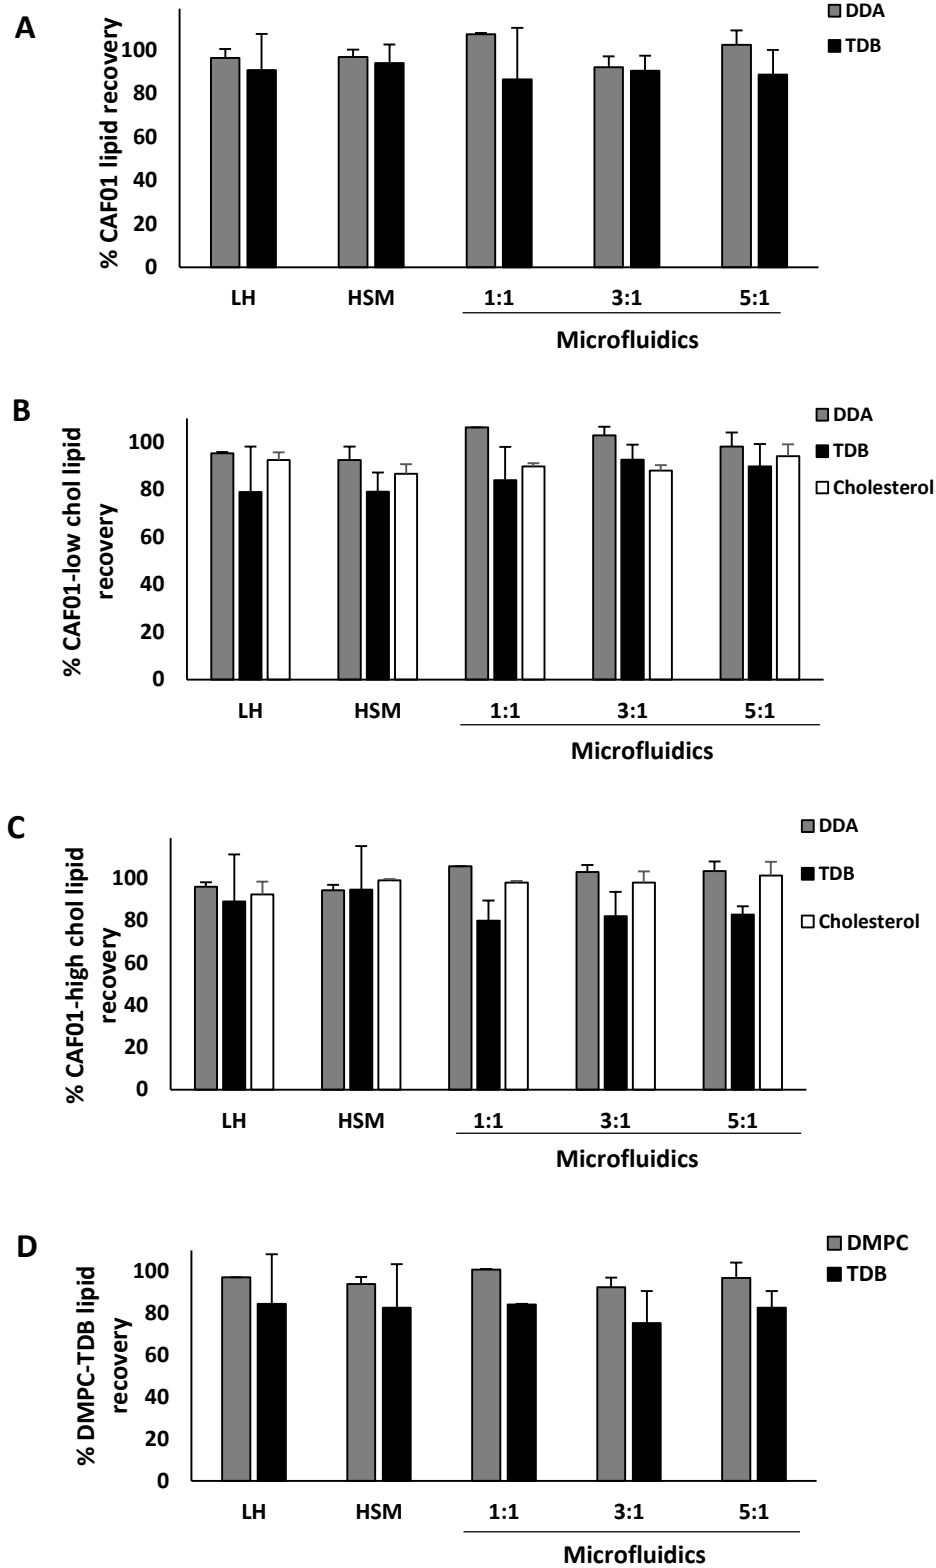 A
% CAF01 lipid recovery
100
80
60
40
20
0
DDA
TDB
LH HSM 1:1 3:1 5:1
Microfluidics
B
% CAF01-low chol lipid
recovery
100
80
60
40
20
0
DDA
TDB
Cholesterol
LH HSM 1:1 3:1 5:1
Microfluidics
C
% CAF01-high chol lipid
recovery
100
80
60
40
20
0
DDA
TDB
Cholesterol
LH HSM 1:1 3:1 5:1
Microfluidics
D
% DMPC-TDB lipid
recovery
100
80
60
40
20
0
DMPC
TDB
LH HSM 1:1 3:1 5:1
Microfluidics